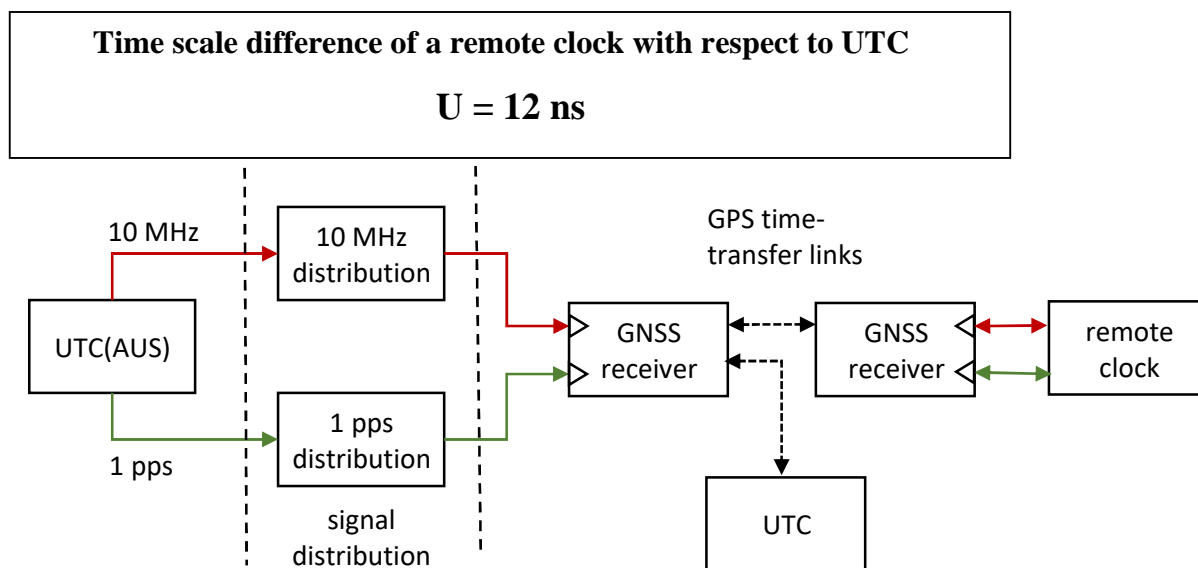 Time scale difference of a remote clock with respect to UTC
U = 12 ns
10 MHz
10 MHz
distribution
GPS time-
transfer links
UTC(AUS)
GNSS
receiver
GNSS
receiver
remote
clock
1 pps
1 pps
distribution
signal
distribution
UTC